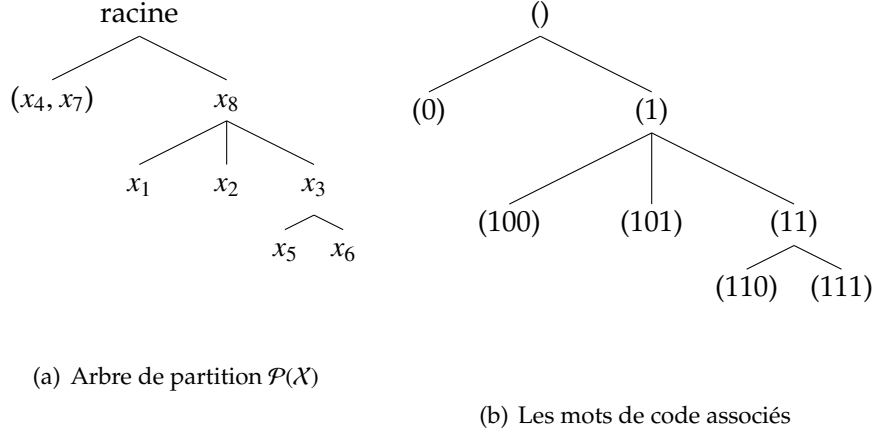 racine
(x₄, x₇) x₈
x₁ x₂ x₃
x₅ x₆
(a) Arbre de partition 𝒫(𝒳)
()
(0) (1)
(100) (101) (11)
(110) (111)
(b) Les mots de code associés